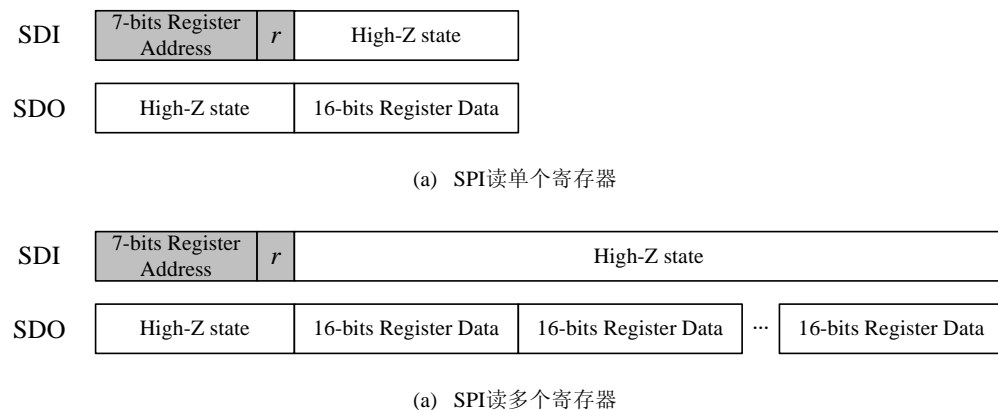 SDI
7-bits Register
Address
r
High-Z state
SDO
High-Z state
16-bits Register Data
(a) SPI读单个寄存器
SDI
7-bits Register
Address
r
High-Z state
SDO
High-Z state
16-bits Register Data
16-bits Register Data
...
16-bits Register Data
(a) SPI读多个寄存器